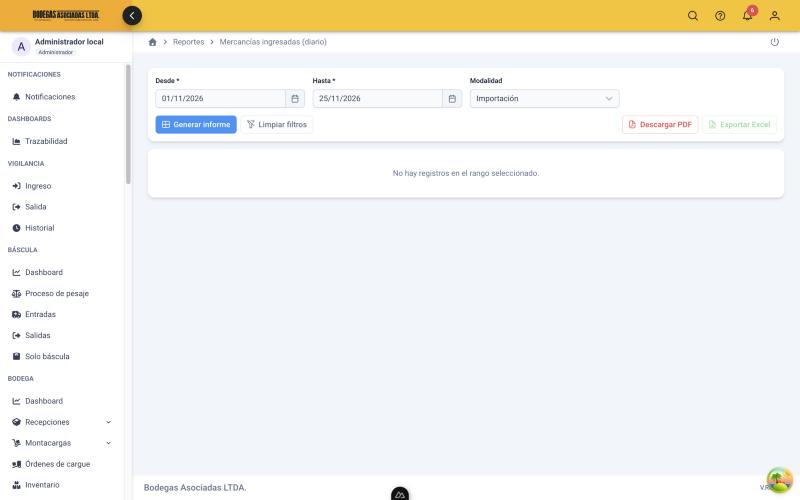 BODEGAS ASOCIADAS LTDA.
6
A
Administrador local
Administrador
Reportes
Mercancías ingresadas (diario)
NOTIFICACIONES
Notificaciones
DASHBOARDS
Trazabilidad
VIGILANCIA
Ingreso
Salida
Historial
BÁSCULA
Dashboard
Proceso de pesaje
Entradas
Salidas
Solo báscula
BODEGA
Dashboard
Recepciones
Montacargas
Órdenes de cargue
Inventario
Desde *
Hasta *
Modalidad
01/11/2026
25/11/2026
Importación
Generar informe
Limpiar filtros
Descargar PDF
Exportar Excel
No hay registros en el rango seleccionado.
Bodegas Asociadas LTDA.